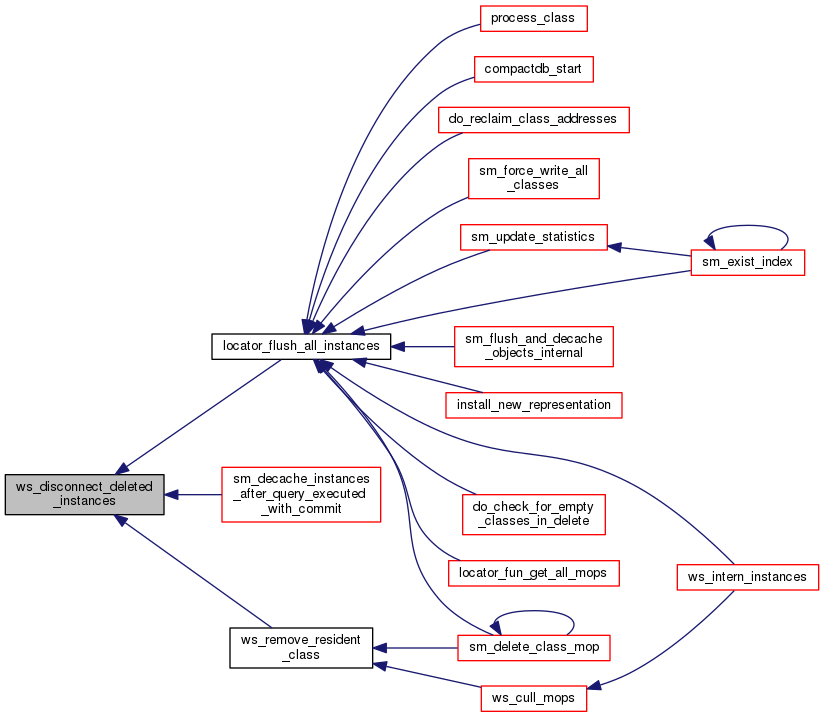 process_class
compactdb_start
do_reclaim_class_addresses
sm_force_write_all
_classes
sm_update_statistics
sm_exist_index
locator_flush_all_instances
sm_flush_and_decache
_objects_internal
install_new_representation
ws_disconnect_deleted
_instances
sm_decache_instances
_after_query_executed
_with_commit
do_check_for_empty
_classes_in_delete
locator_fun_get_all_mops
ws_intern_instances
ws_remove_resident
_class
sm_delete_class_mop
ws_cull_mops